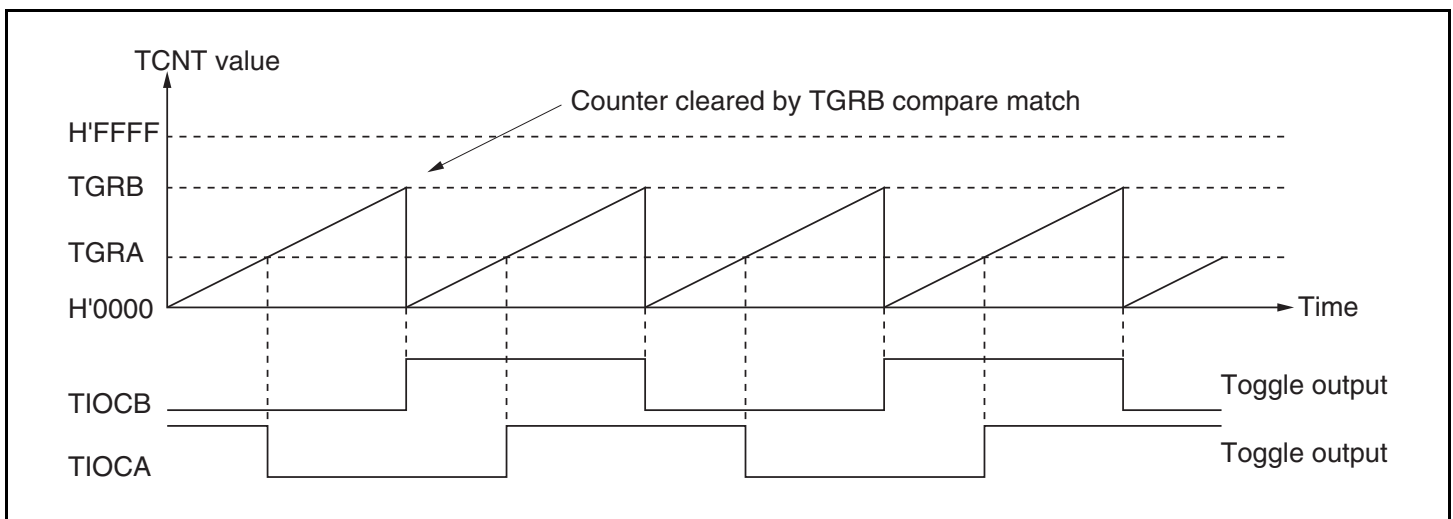 TCNT value
Counter cleared by TGRB compare match
H'FFFF
TGRB
TGRA
H'0000
Time
TIOCB
Toggle output
TIOCA
Toggle output